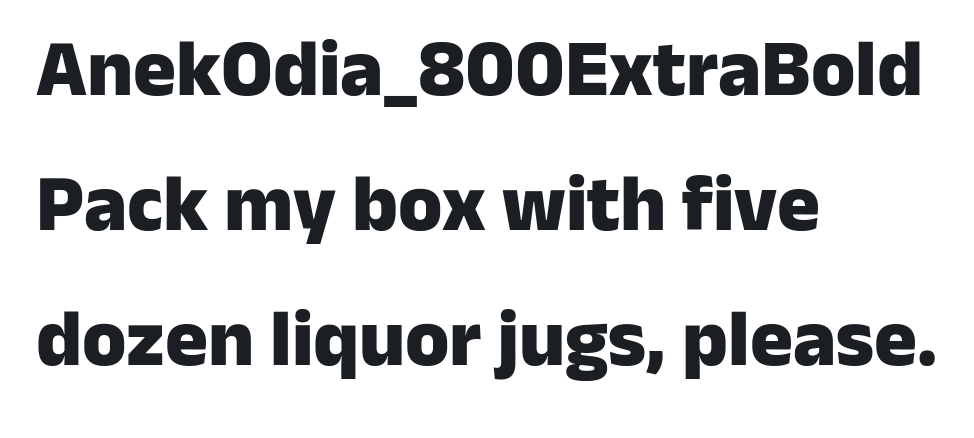 AnekOdia_800ExtraBold
Pack my box with five
dozen liquor jugs, please.